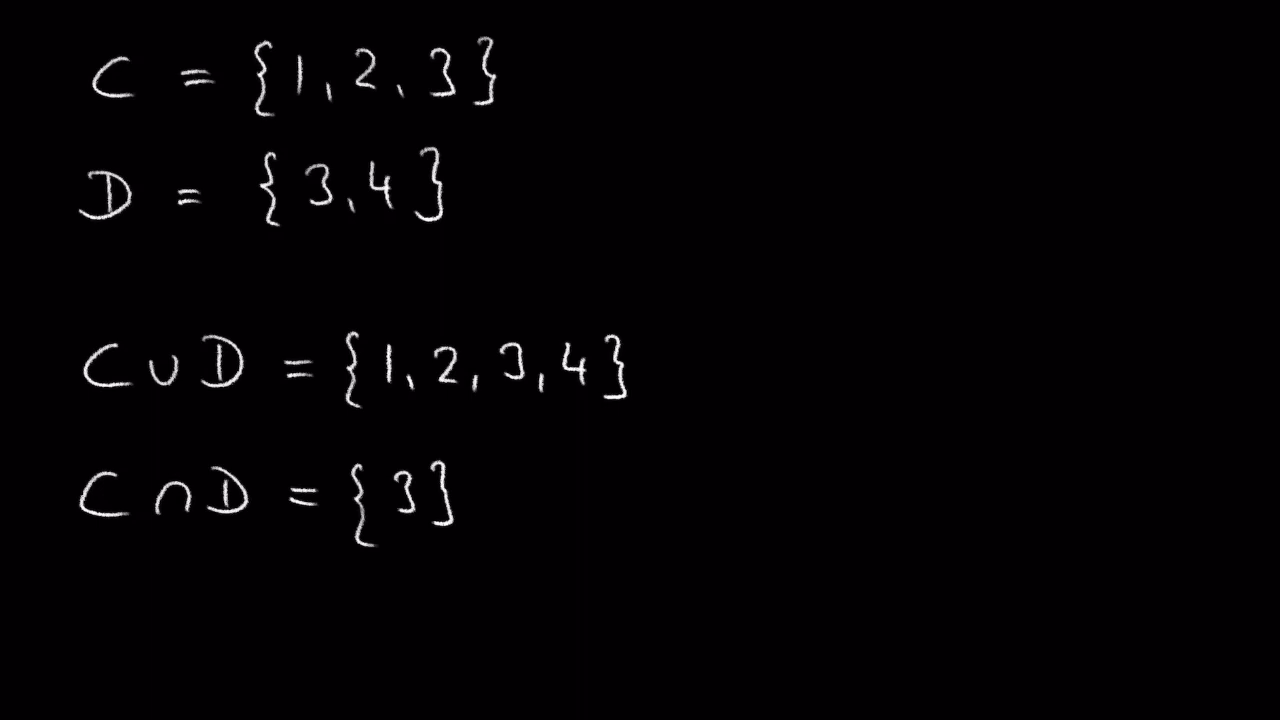 C = {1, 2, 3}
D = {3, 4}
C ∪ D = {1, 2, 3, 4}
C ∩ D = {3}